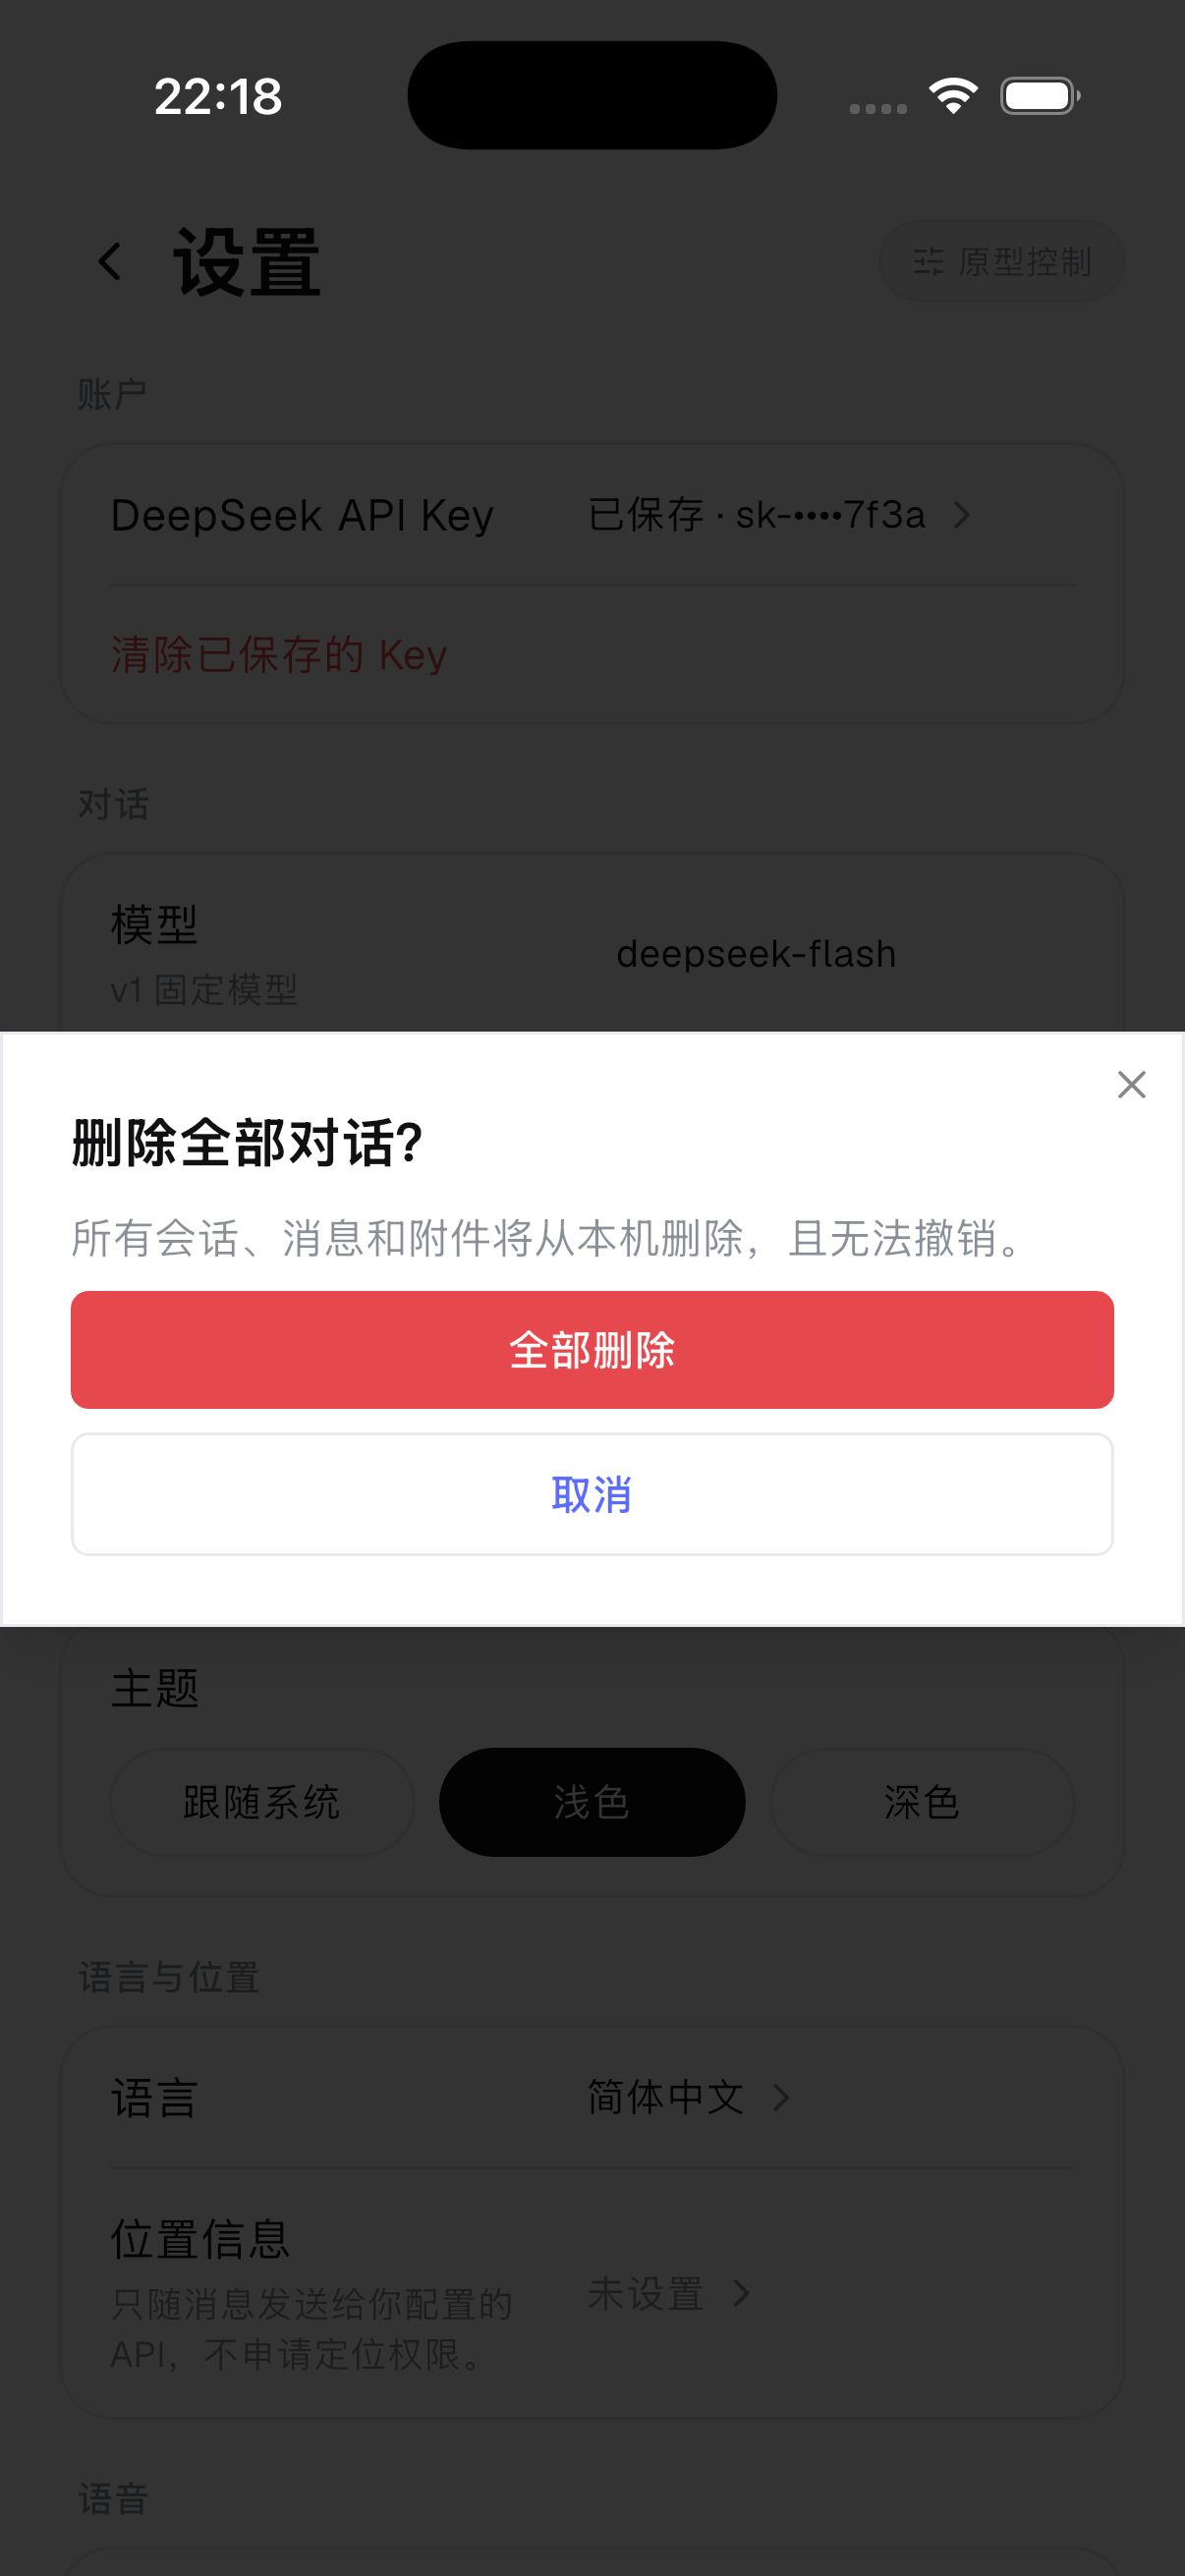 22:18
设置
原型控制
账户
DeepSeek API Key
已保存 · sk-••••7f3a
清除已保存的 Key
对话
模型
v1 固定模型
deepseek-flash
删除全部对话?
所有会话、消息和附件将从本机删除，且无法撤销。
全部删除
取消
主题
跟随系统
浅色
深色
语言与位置
语言
简体中文
位置信息
只随消息发送给你配置的
API，不申请定位权限。
未设置
语音